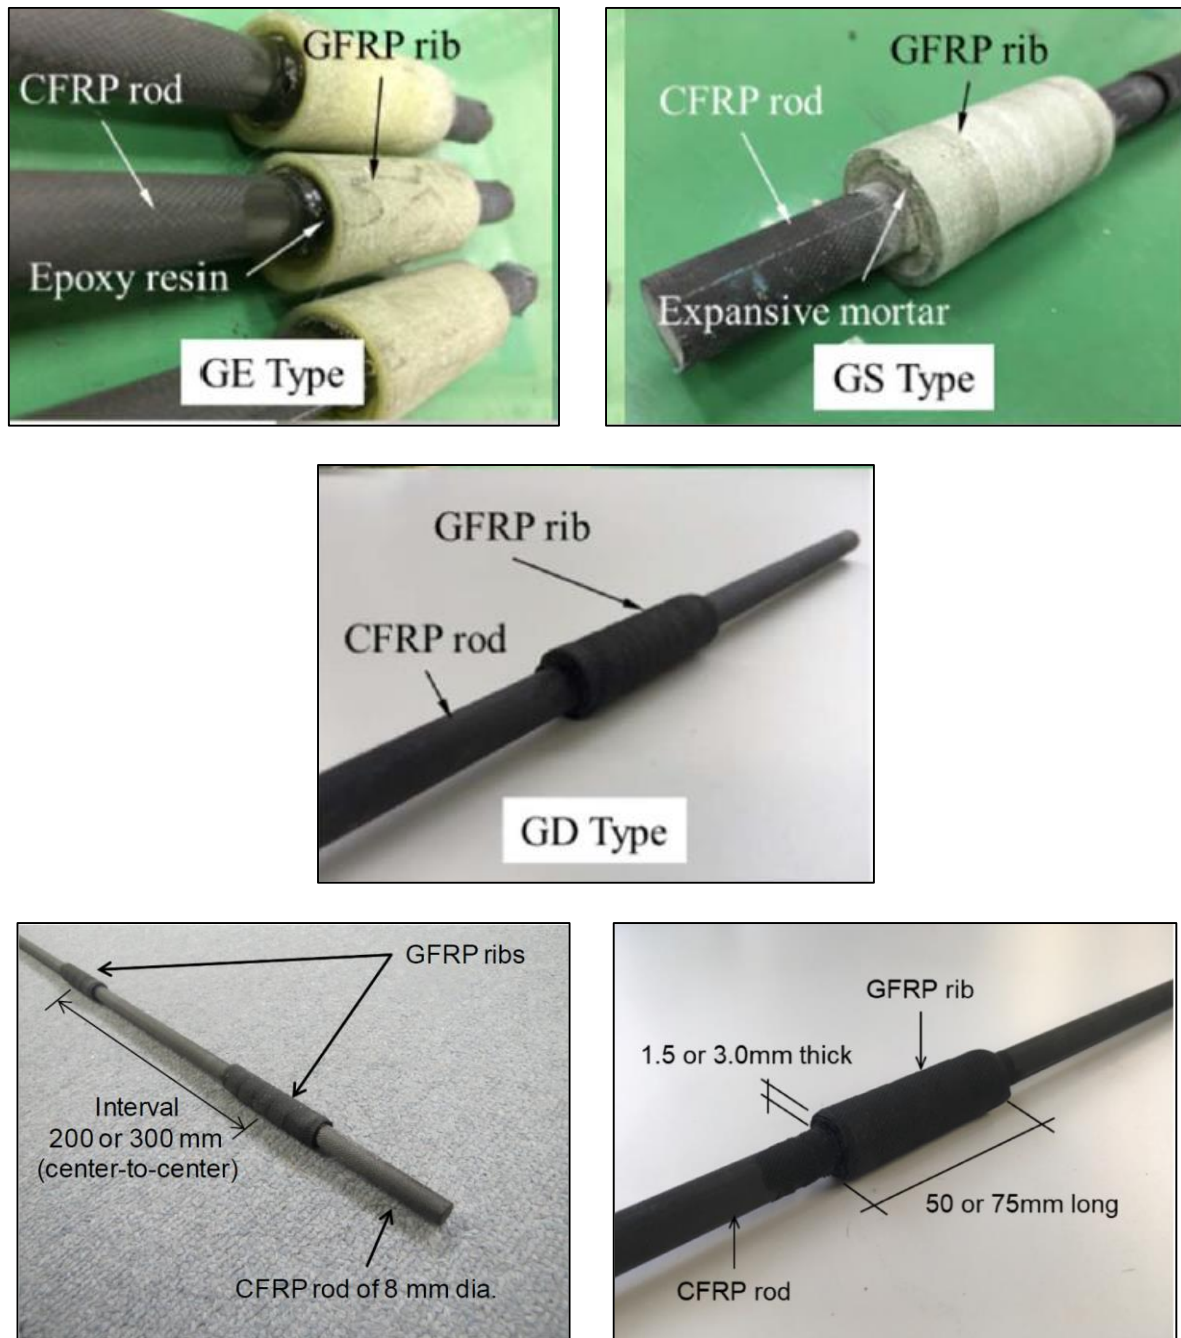 GFRP rib
CFRP rod
Epoxy resin
GE Type
GFRP rib
CFRP rod
Expansive mortar
GS Type
GFRP rib
CFRP rod
GD Type
GFRP ribs
Interval
200 or 300 mm
(center-to-center)
CFRP rod of 8 mm dia.
GFRP rib
1.5 or 3.0mm thick
50 or 75mm long
CFRP rod